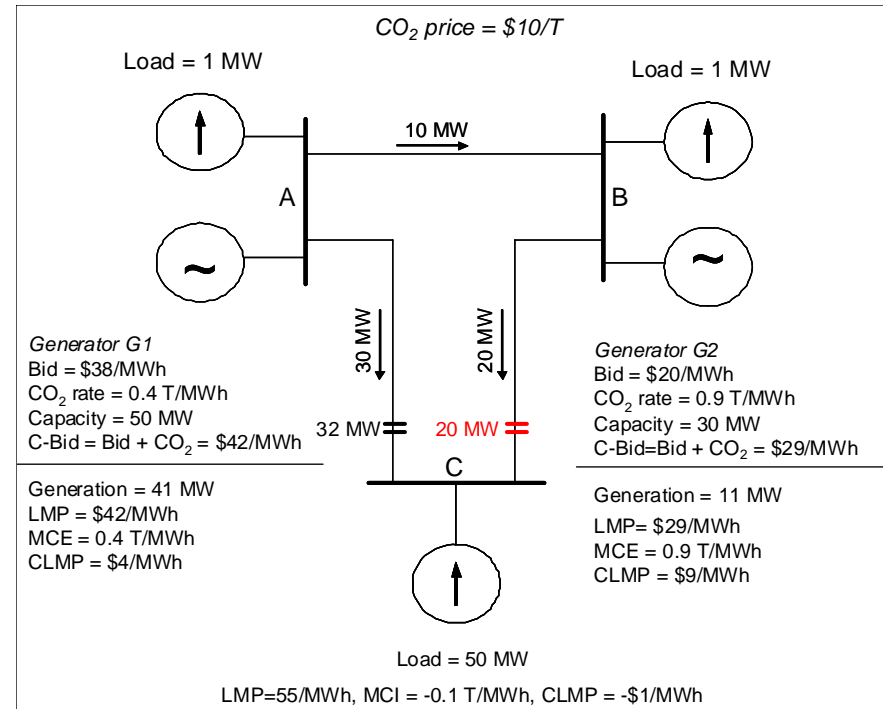 CO₂ price = $10/T
Load = 1 MW
Load = 1 MW
10 MW
A
B
30 MW
20 MW
Generator G1
Bid = $38/MWh
CO₂ rate = 0.4 T/MWh
Capacity = 50 MW
C-Bid = Bid + CO₂ = $42/MWh
32 MW
20 MW
Generator G2
Bid = $20/MWh
CO₂ rate = 0.9 T/MWh
Capacity = 30 MW
C-Bid=Bid + CO₂ = $29/MWh
C
Generation = 41 MW
LMP = $42/MWh
MCE = 0.4 T/MWh
CLMP = $4/MWh
Generation = 11 MW
LMP= $29/MWh
MCE = 0.9 T/MWh
CLMP = $9/MWh
Load = 50 MW
LMP=55/MWh, MCI = -0.1 T/MWh, CLMP = -$1/MWh